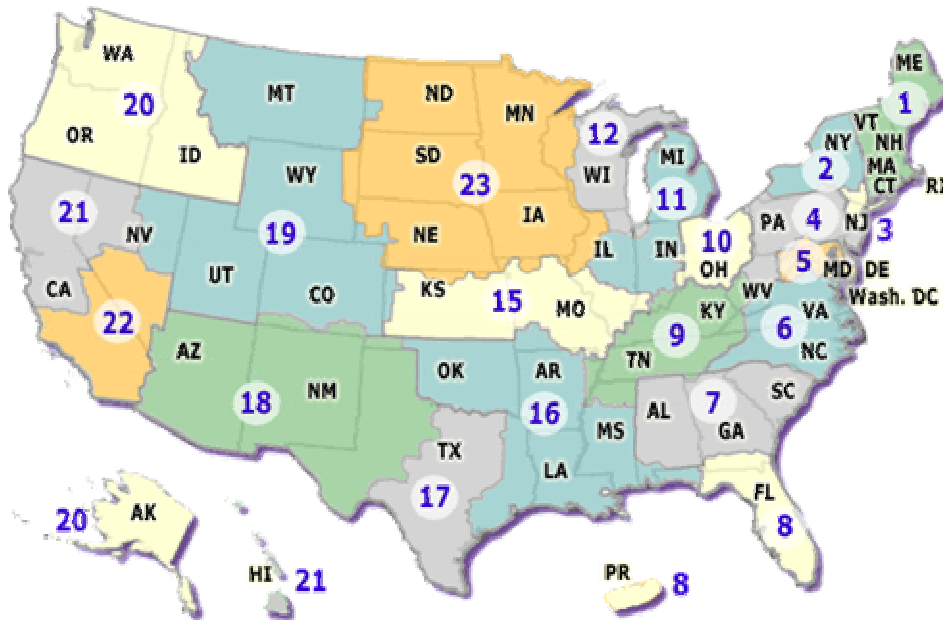 WA
20
OR
ID
MT
ND
MN
SD
23
NE
IA
WY
19
UT
CO
21
NV
CA
22
AZ
18
NM
KS
15
MO
OK
AR
16
LA
MS
TX
17
12
WI
MI
11
IL
IN
10
OH
9
KY
TN
AL
7
GA
SC
FL
8
6
VA
NC
WV
5
MD
DE
Wash. DC
PA
4
NJ
3
NY
2
VT
ME
1
NH
MA
CT
RI
20
AK
HI
21
PR
8